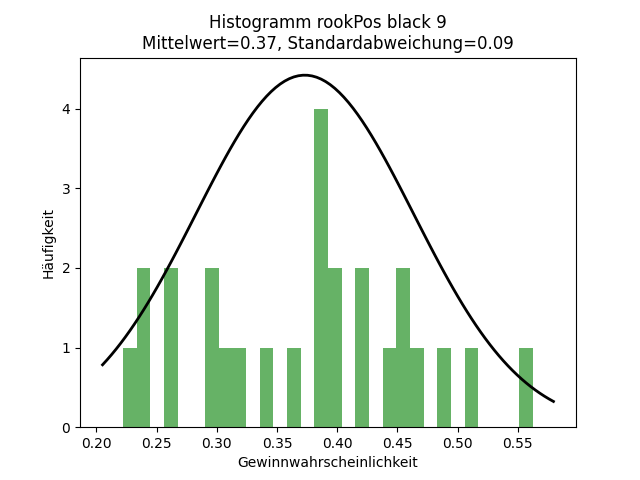 Histogramm rookPos black 9
Mittelwert=0.37, Standardabweichung=0.09
4
3
2
1
0
Häufigkeit
0.20 0.25 0.30 0.35 0.40 0.45 0.50 0.55
Gewinnwahrscheinlichkeit